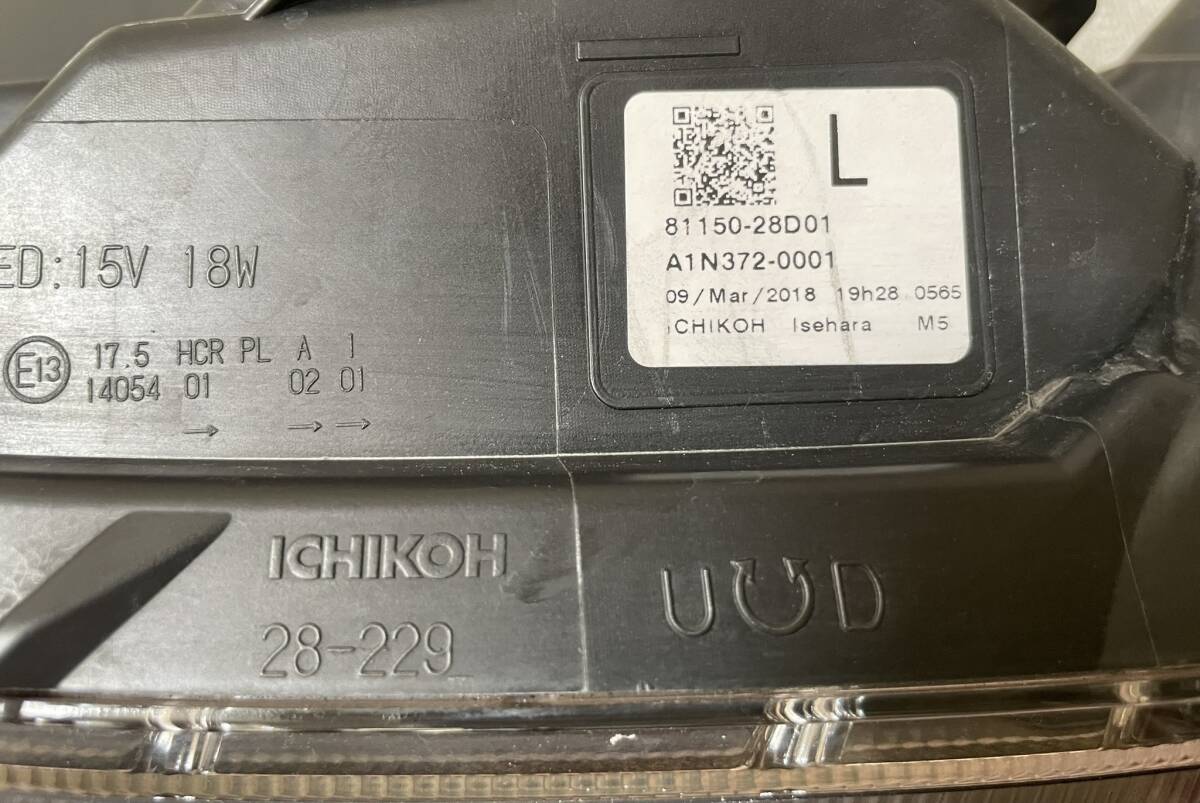 L
81150-28D01
A1N372-0001
09/Mar/2018 19h28 0565
ICHIKOH Isehara M5
ED:15V 18W
E13 17.5 HCR PL A 1
14054 01 02 01
→ → →
ICHIKOH
28-229
U D